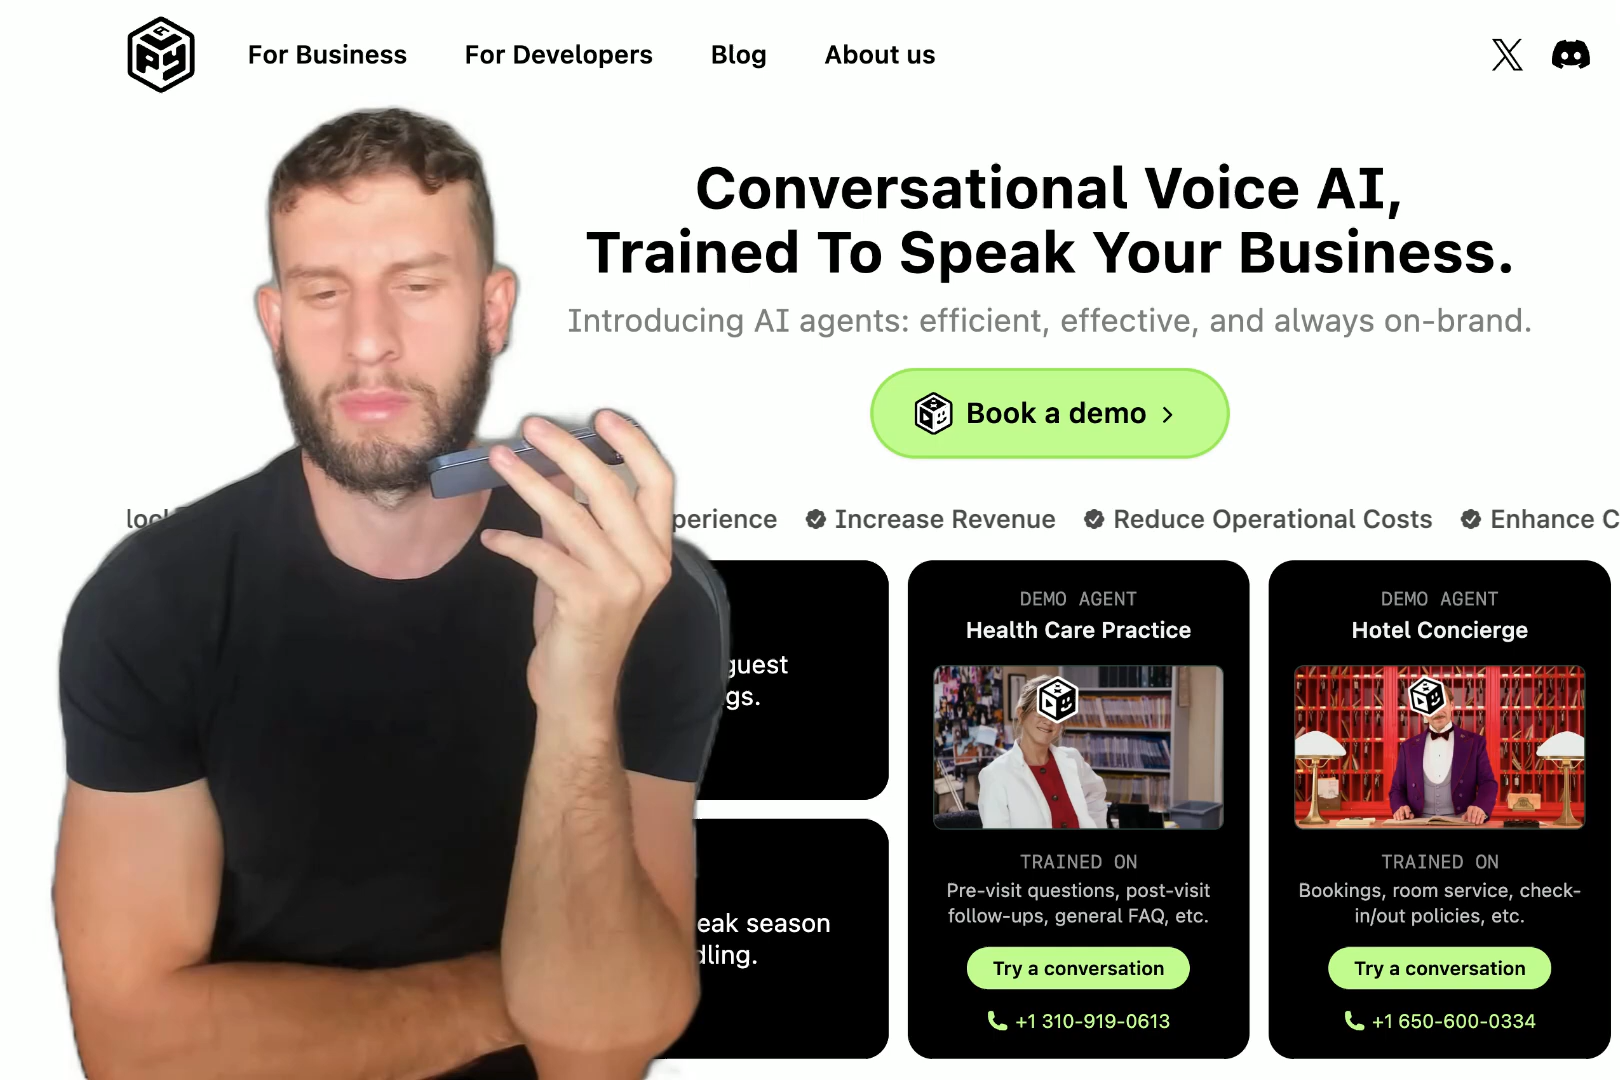 For Business
For Developers
Blog
About us
Conversational Voice AI,
Trained To Speak Your Business.
Introducing AI agents: efficient, effective, and always on-brand.
Book a demo
Increase Revenue
Reduce Operational Costs
guest
DEMO AGENT
Health Care Practice
TRAINED ON
Pre-visit questions, post-visit
follow-ups, general FAQ, etc.
Try a conversation
+1 310-919-0613
DEMO AGENT
Hotel Concierge
TRAINED ON
Bookings, room service, check-
in/out policies, etc.
Try a conversation
+1 650-600-0334
season